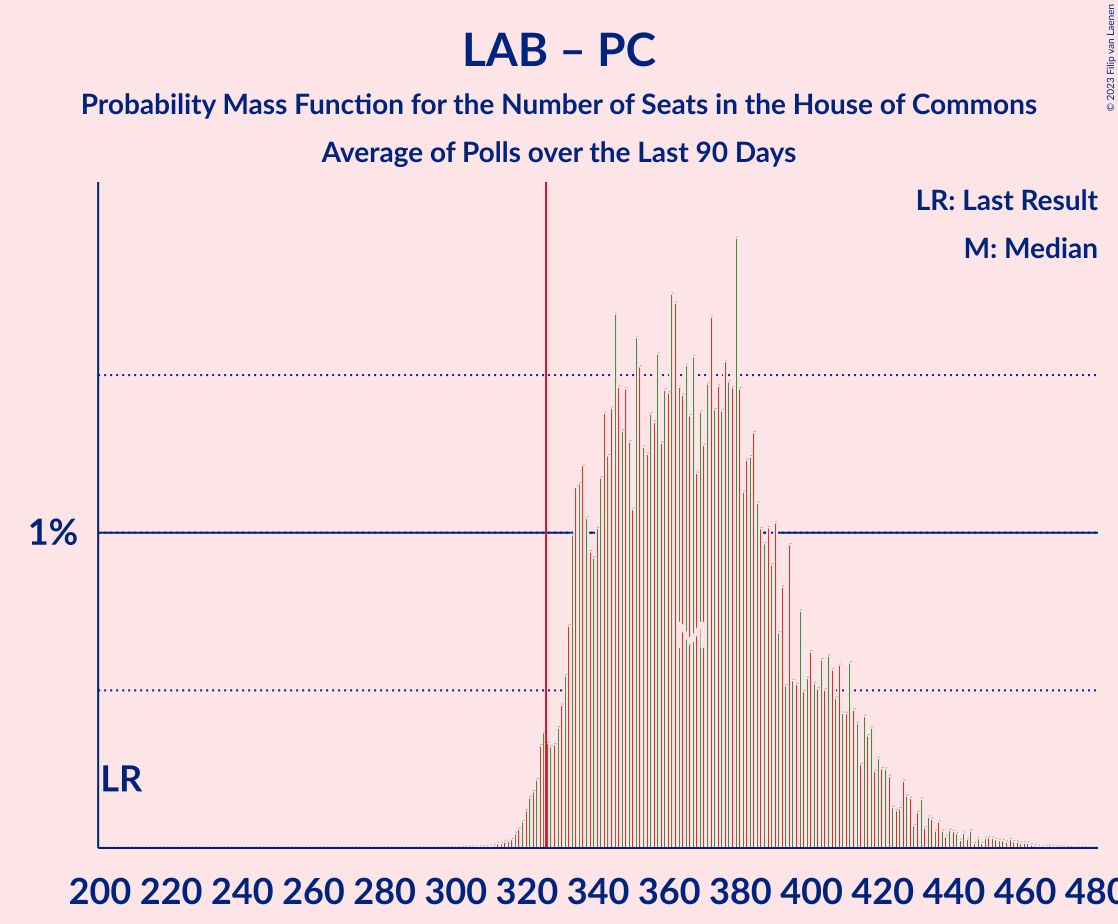 LAB – PC
Probability Mass Function for the Number of Seats in the House of Commons
Average of Polls over the Last 90 Days
© 2023 Filip van Laenen
LR: Last Result
M: Median
1%
LR
M
200 220 240 260 280 300 320 340 360 380 400 420 440 460 480